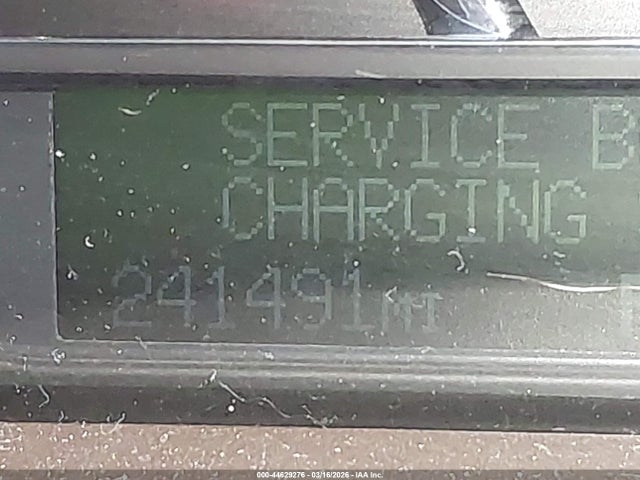 SERVICE B
CHARGING
241491MI
000-44629276 - 03/16/2026 - IAA Inc.